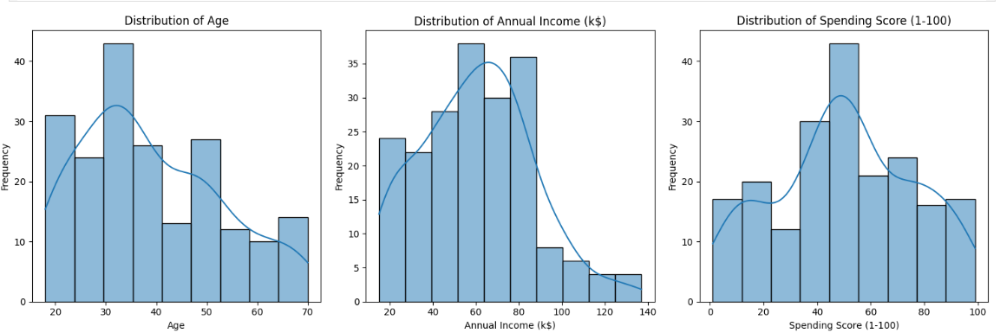 Distribution of Age
Distribution of Annual Income (k$)
Distribution of Spending Score (1-100)
Frequency
40
30
20
10
0
20 30 40 50 60 70
Age
Frequency
35
30
25
20
15
10
5
0
20 40 60 80 100 120 140
Annual Income (k$)
Frequency
40
30
20
10
0
0 20 40 60 80 100
Spending Score (1-100)